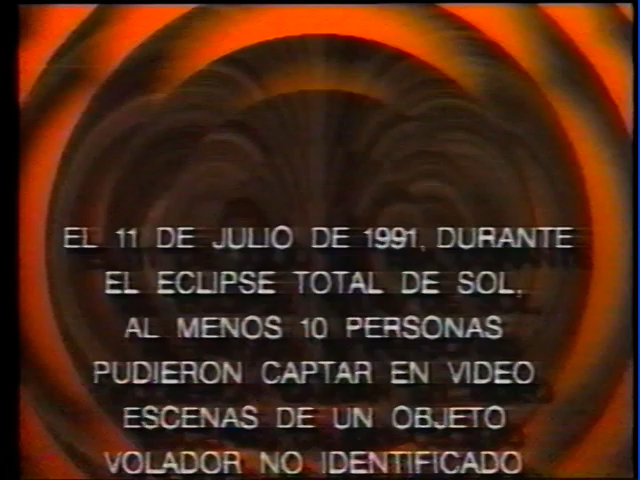 EL 11 DE JULIO DE 1991, DURANTE
EL ECLIPSE TOTAL DE SOL,
AL MENOS 10 PERSONAS
PUDIERON CAPTAR EN VIDEO
ESCENAS DE UN OBJETO
VOLADOR NO IDENTIFICADO